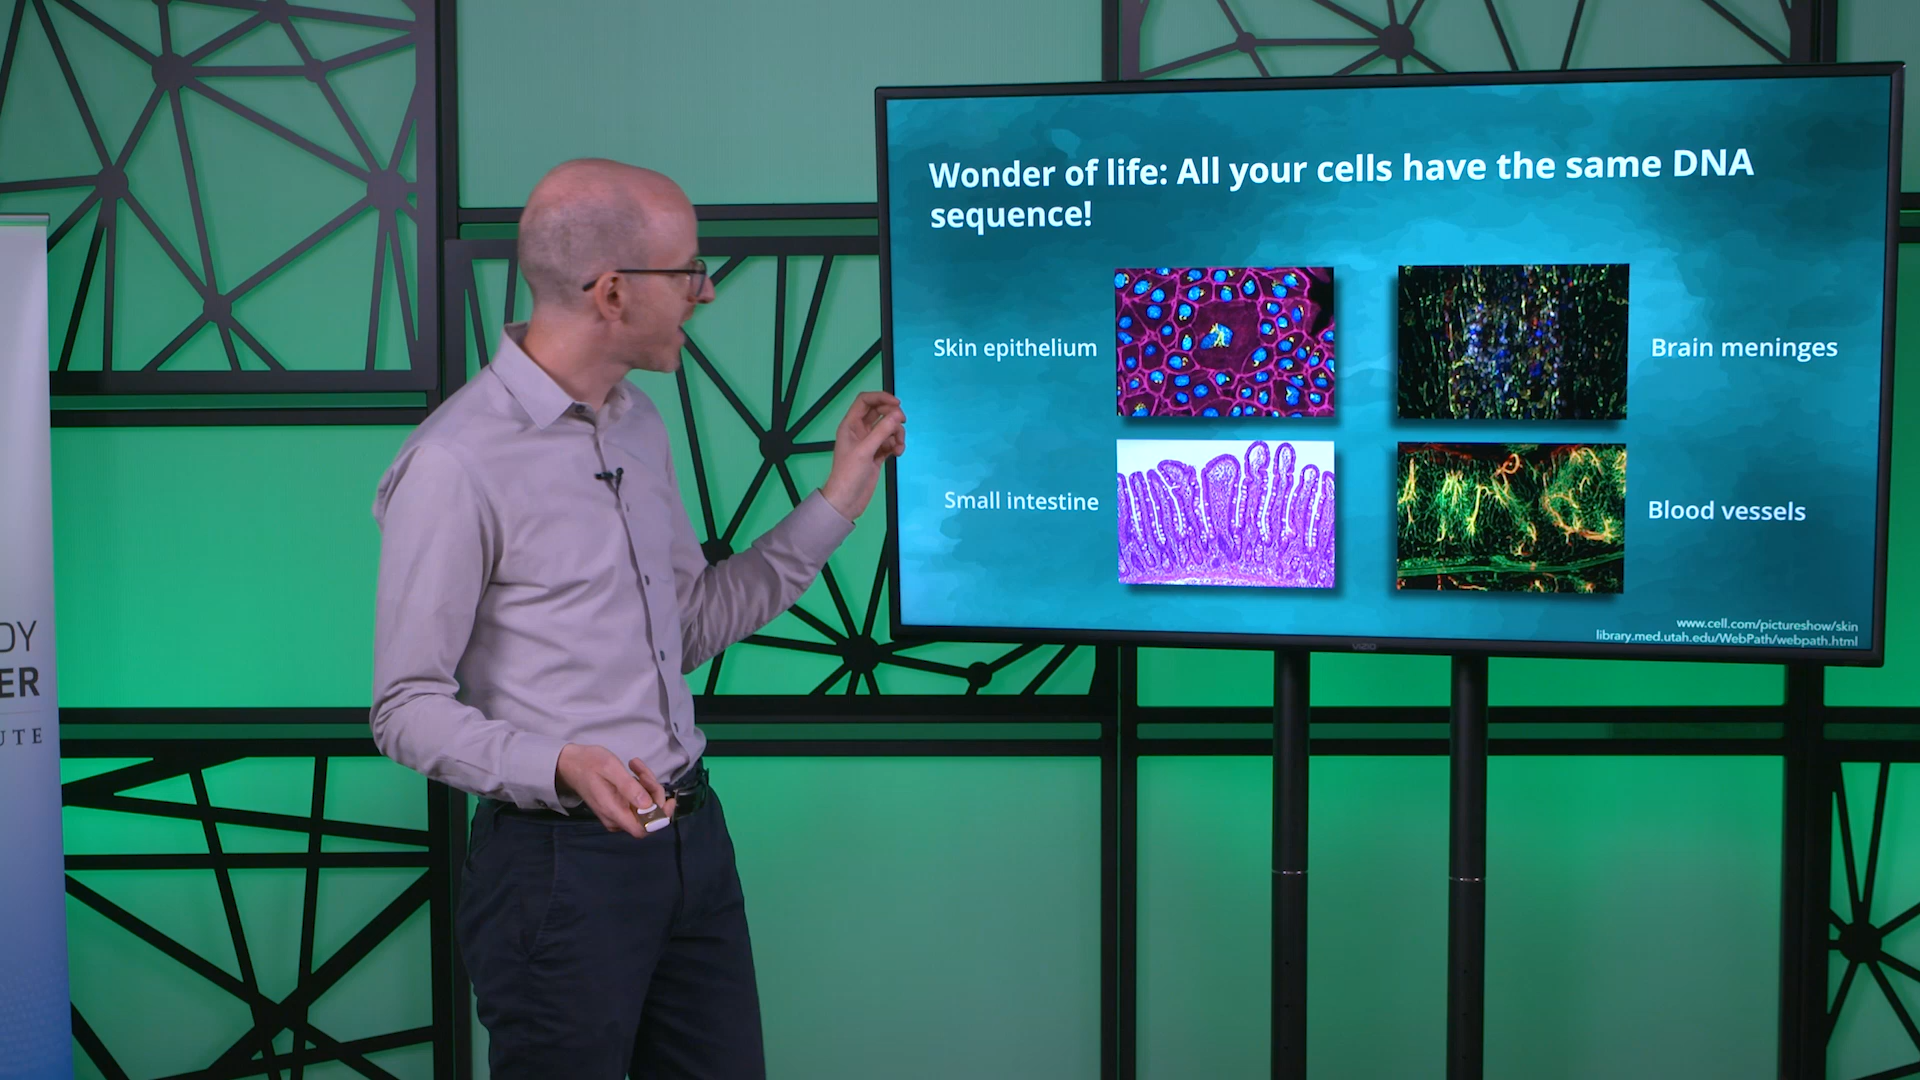 Wonder of life: All your cells have the same DNA
sequence!
Skin epithelium
Brain meninges
Small intestine
Blood vessels
www.cell.com/pictureshow/skin
library.med.utah.edu/WebPath/webpath.html
VIZIO
DY
ER
UTE